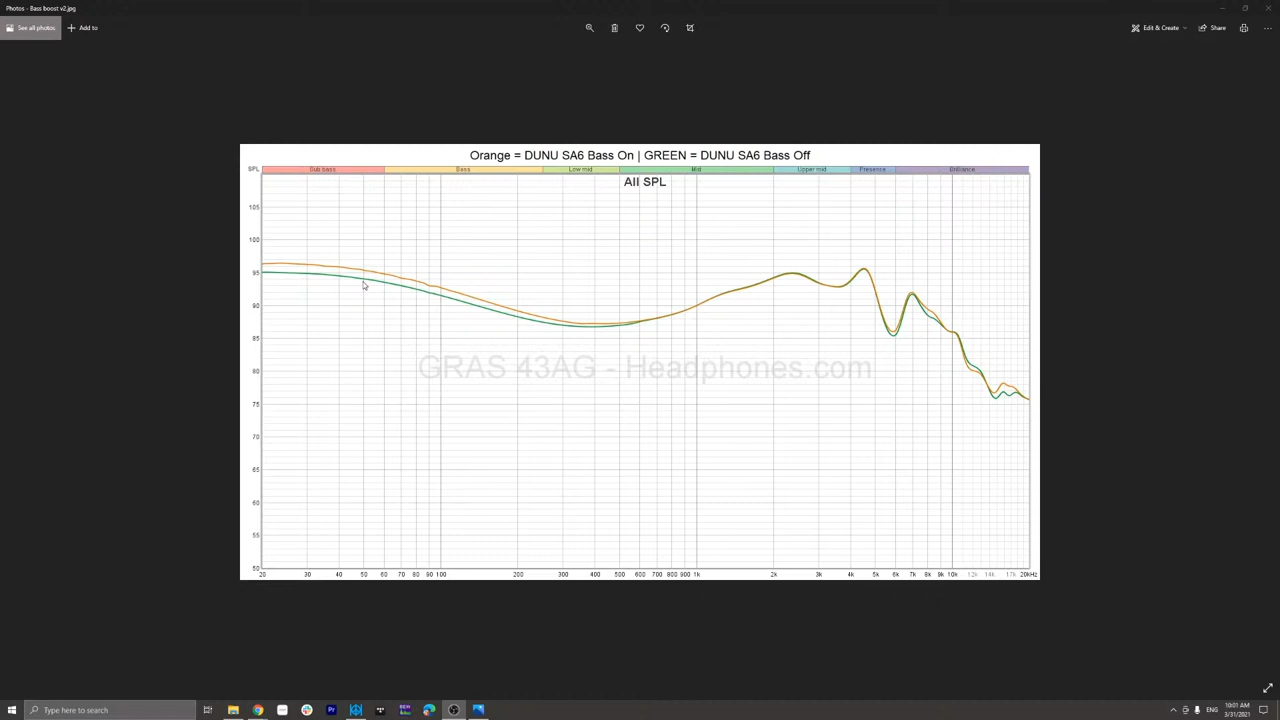 Photos - Bass boost v2.jpg
See all photos
Add to
Edit & Create
Share
Orange = DUNU SA6 Bass On | GREEN = DUNU SA6 Bass Off
SPL
Sub bass
Bass
Low mid
Mid
Upper mid
Presence
Brilliance
All SPL
105
100
95
90
85
GRAS 43AG - Headphones.com
80
75
70
65
60
55
50
20 30 40 50 60 70 80 90 100 200 300 400 500 600 700 800 900 1k 2k 3k 4k 5k 6k 7k 8k 9k 10k 12k 14k 17k 20kHz
Type here to search
Pr
ENG
10:01 AM
3/31/2021